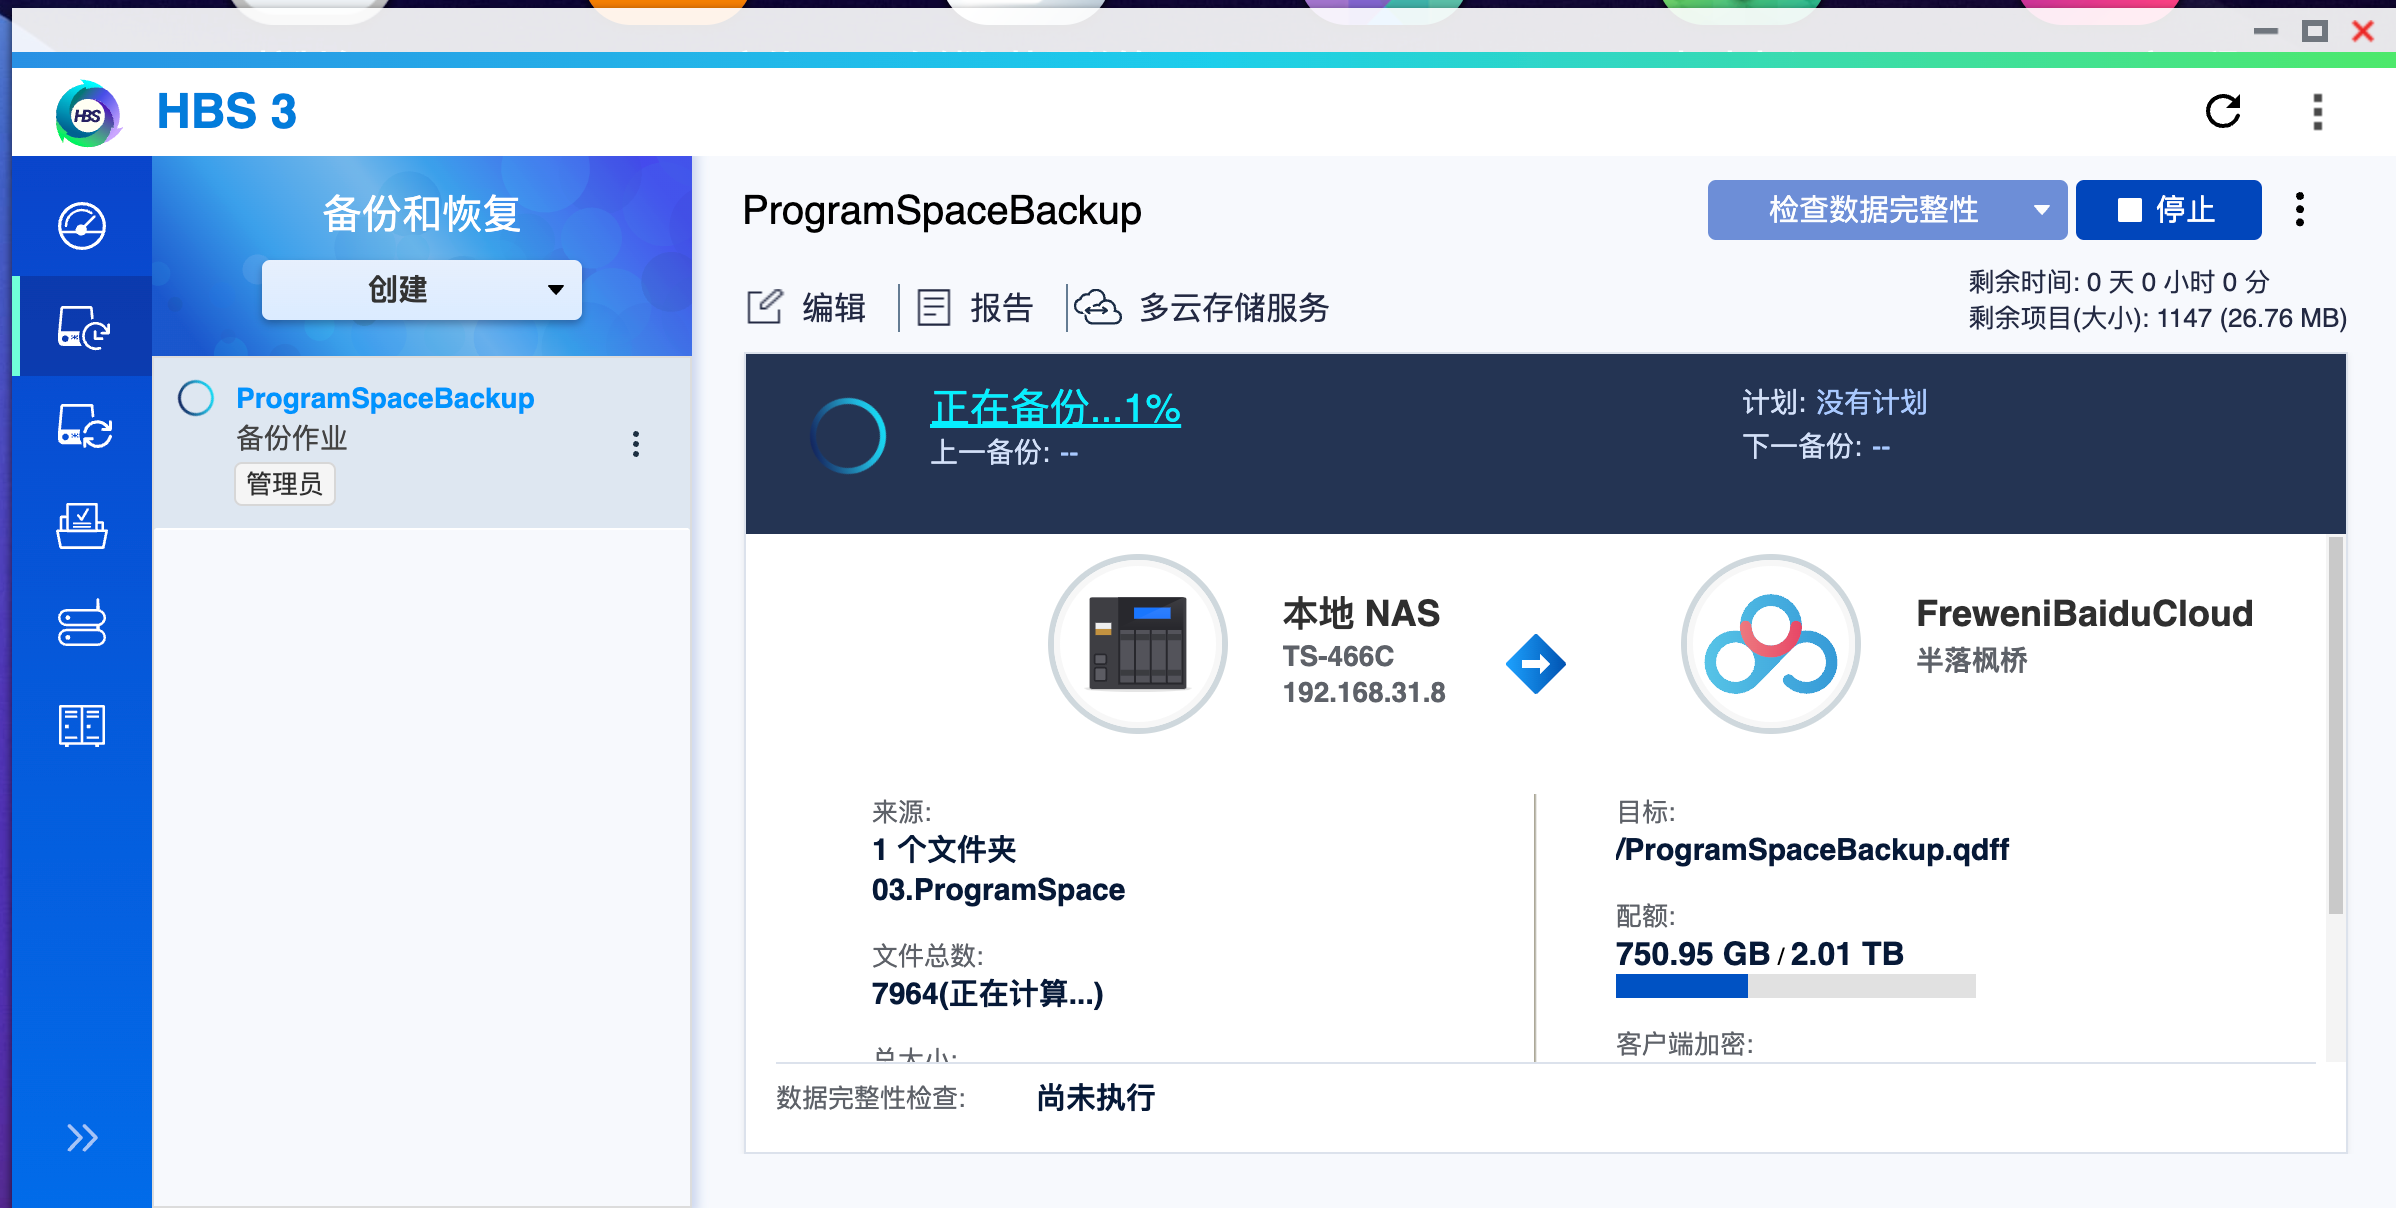 HBS
HBS 3
备份和恢复
创建
ProgramSpaceBackup
备份作业
管理员
ProgramSpaceBackup
检查数据完整性
停止
编辑
报告
多云存储服务
剩余时间: 0 天 0 小时 0 分
剩余项目(大小): 1147 (26.76 MB)
正在备份...1%
上一备份: --
计划: 没有计划
下一备份: --
本地 NAS
TS-466C
192.168.31.8
FreweniBaiduCloud
半落枫桥
来源:
1 个文件夹
03.ProgramSpace
文件总数:
7964(正在计算...)
总大小:
目标:
/ProgramSpaceBackup.qdff
配额:
750.95 GB / 2.01 TB
客户端加密:
数据完整性检查:
尚未执行